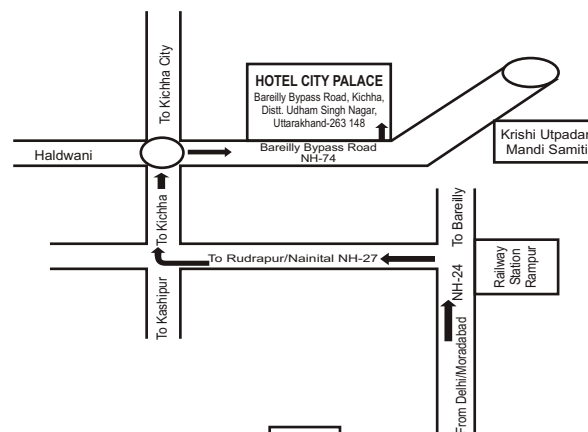 To Kichha City
HOTEL CITY PALACE
Bareilly Bypass Road, Kichha,
Distt. Udham Singh Nagar,
Uttarakhand-263 148
Krishi Utpadan
Mandi Samiti
Haldwani
Bareilly Bypass Road
NH-74
To Kichha
To Bareilly
To Rudrapur/Nainital NH-27
NH-24
Railway
Station
Rampur
To Kashipur
From Delhi/Moradabad